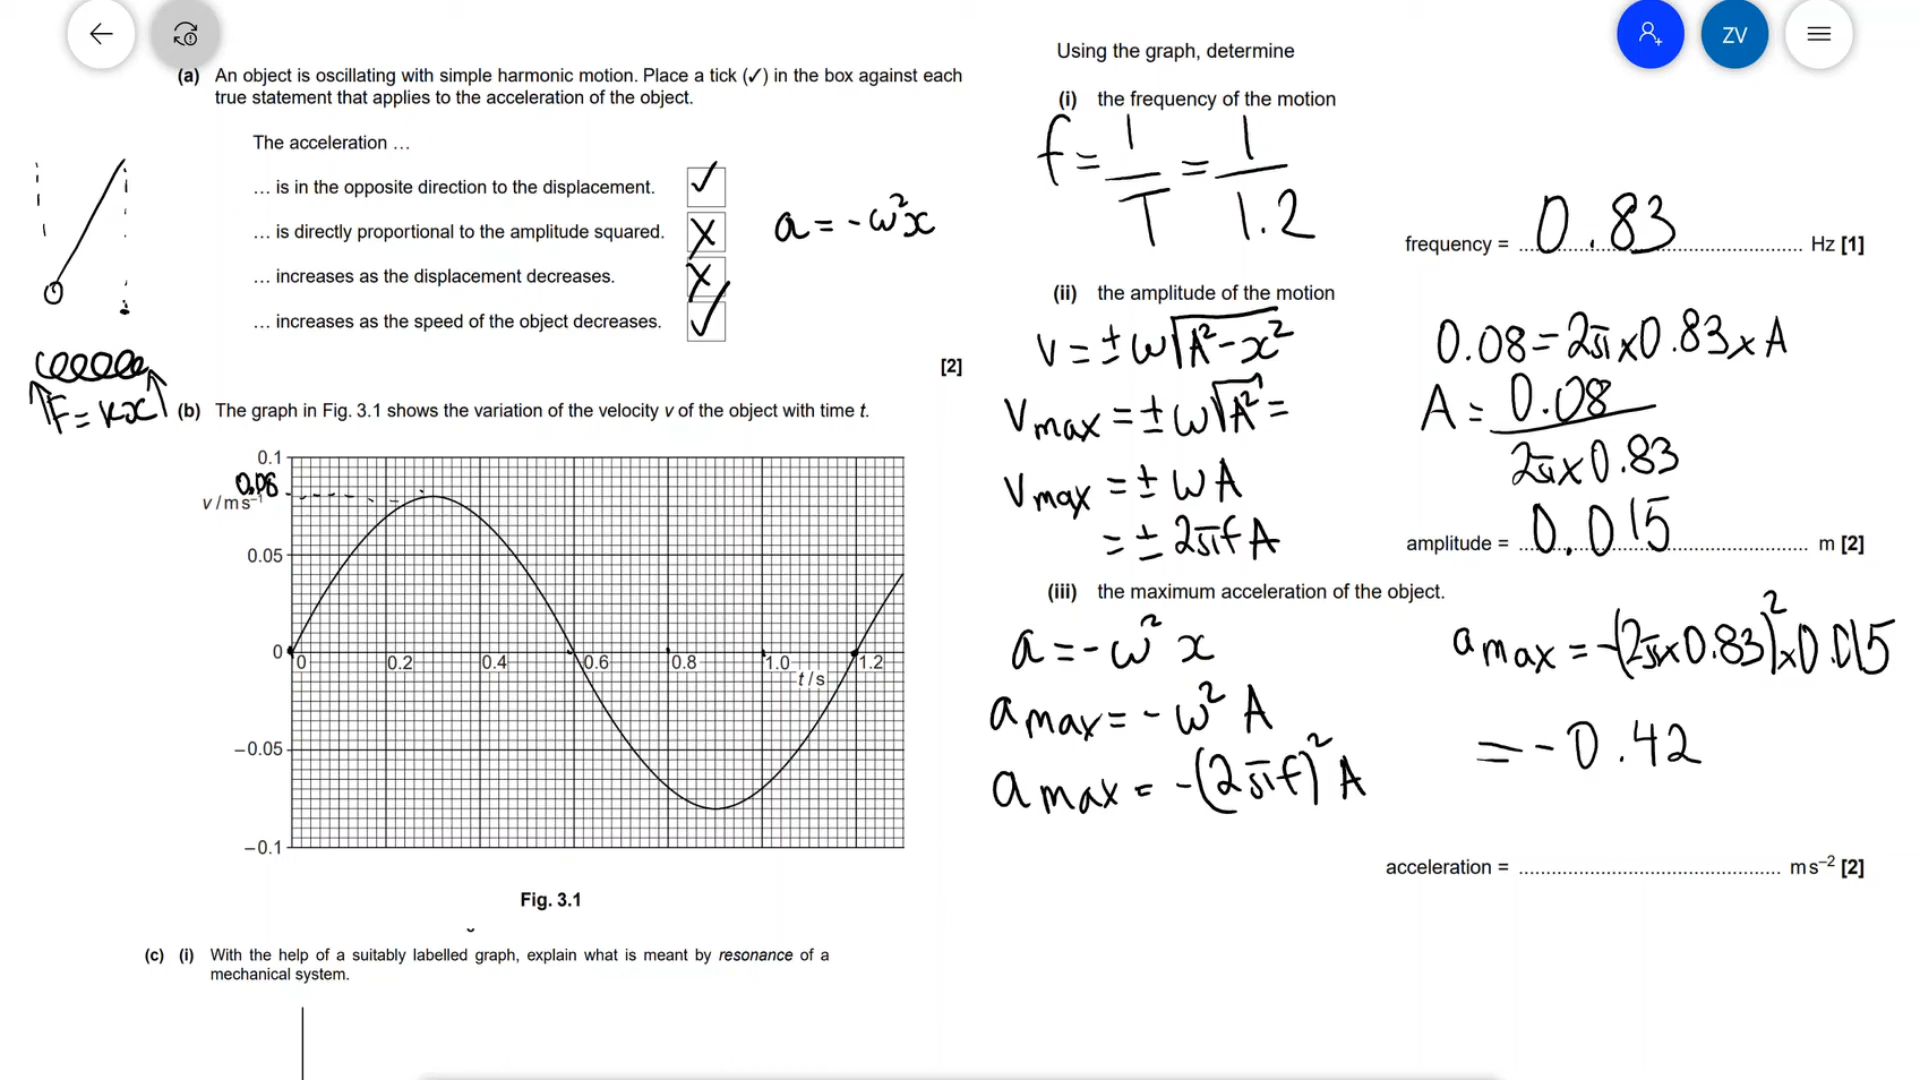 ZV
(a) An object is oscillating with simple harmonic motion. Place a tick (✓) in the box against each
true statement that applies to the acceleration of the object.
The acceleration …
… is in the opposite direction to the displacement. ✓
… is directly proportional to the amplitude squared. X
… increases as the displacement decreases. X
… increases as the speed of the object decreases. ✓
a = -ω²x
[2]
F = kx
(b) The graph in Fig. 3.1 shows the variation of the velocity v of the object with time t.
0.1
0.08
v / m s⁻¹
0.05
0
0 0.2 0.4 0.6 0.8 1.0 1.2
t / s
−0.05
−0.1
Fig. 3.1
(c) (i) With the help of a suitably labelled graph, explain what is meant by resonance of a
mechanical system.
Using the graph, determine
(i) the frequency of the motion
f = 1/T = 1/1.2
frequency = 0.83 Hz [1]
(ii) the amplitude of the motion
v = ± ω√A² - x²
Vmax = ± ω√A² =
Vmax = ± ωA
= ± 2πfA
0.08 = 2π x 0.83 x A
A = 0.08 / 2π x 0.83
amplitude = 0.015 m [2]
(iii) the maximum acceleration of the object.
a = - ω² x
a max = - ω² A
a max = -(2πf)² A
a max = -(2π x 0.83)² x 0.015
= - 0.42
acceleration = m s⁻² [2]